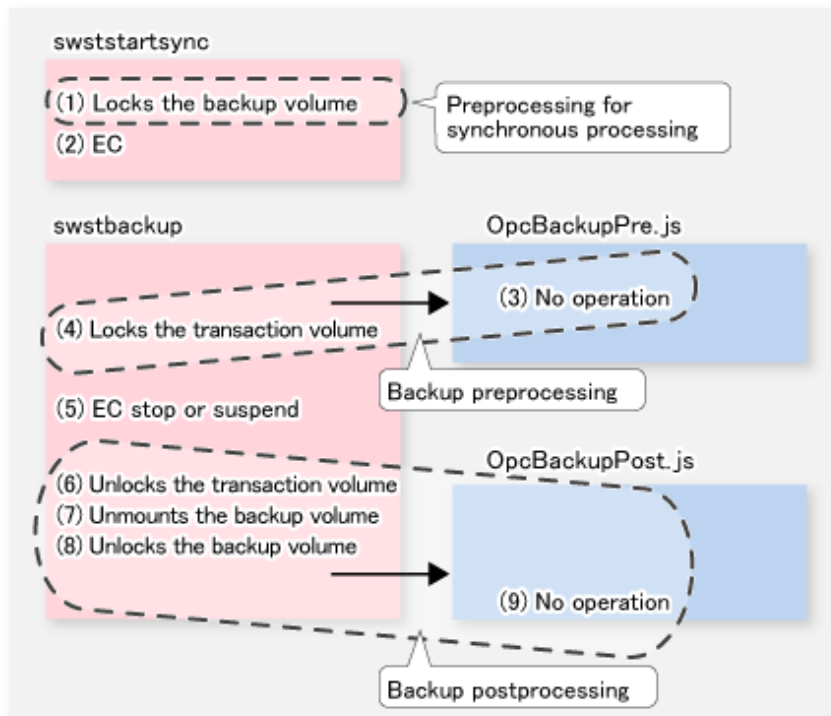 swststartsync
(1) Locks the backup volume
Preprocessing for
synchronous processing
(2) EC
swstbackup
OpcBackupPre.js
(3) No operation
(4) Locks the transaction volume
Backup preprocessing
(5) EC stop or suspend
OpcBackupPost.js
(6) Unlocks the transaction volume
(7) Unmounts the backup volume
(8) Unlocks the backup volume
(9) No operation
Backup postprocessing